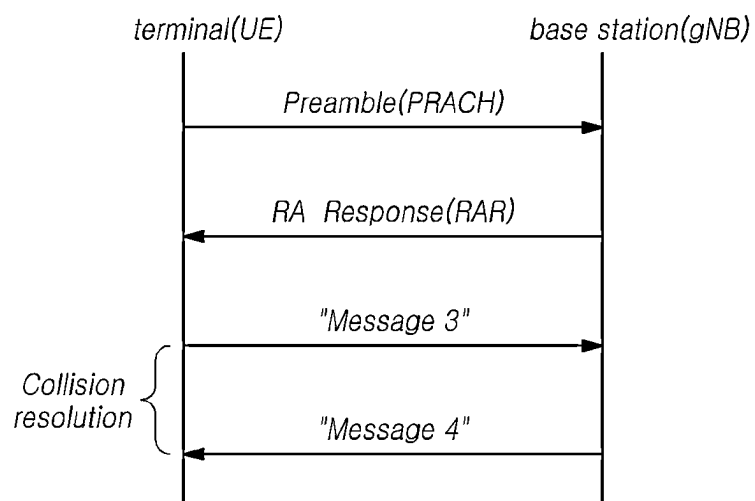 terminal(UE)
base station(gNB)
Preamble(PRACH)
RA Response(RAR)
"Message 3"
Collision
resolution
"Message 4"